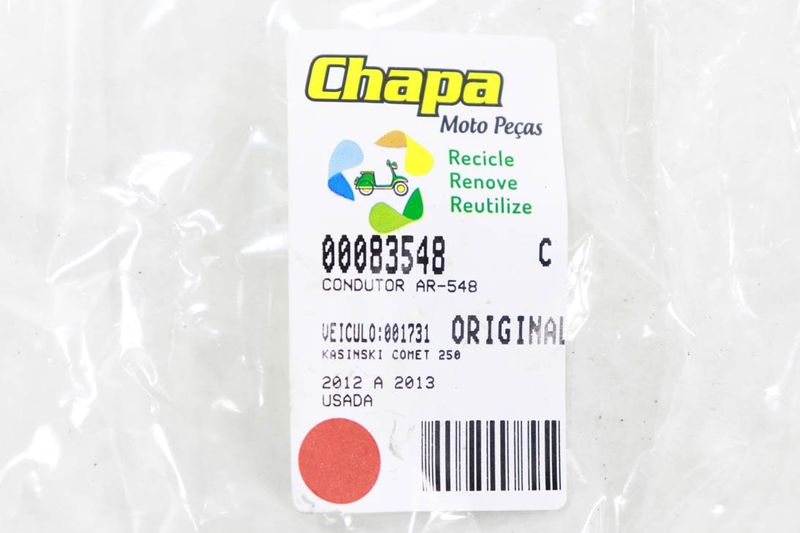 Chapa
Moto Peças
Recicle
Renove
Reutilize
00083548 C
CONDUTOR AR-548
VEICULO:001731 ORIGINAL
KASINSKI COMET 250
2012 A 2013
USADA